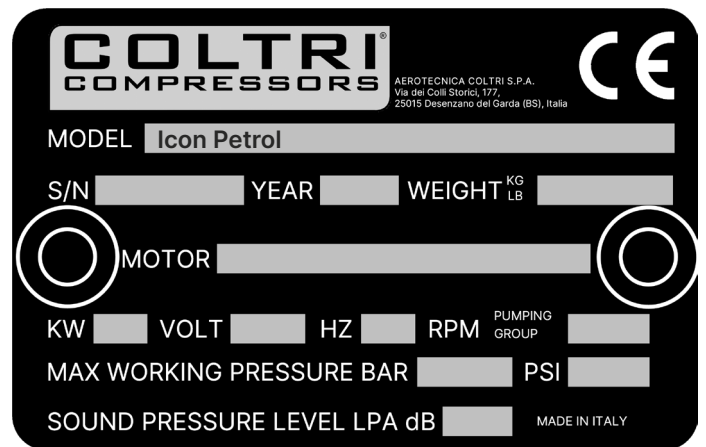 COLTRI®
COMPRESSORS
AEROTECNICA COLTRI S.P.A.
Via dei Colli Storici, 177,
25015 Desenzano del Garda (BS), Italia
CE
MODEL Icon Petrol
S/N YEAR WEIGHT KG LB
MOTOR
KW VOLT HZ RPM PUMPING GROUP
MAX WORKING PRESSURE BAR PSI
SOUND PRESSURE LEVEL LPA dB MADE IN ITALY